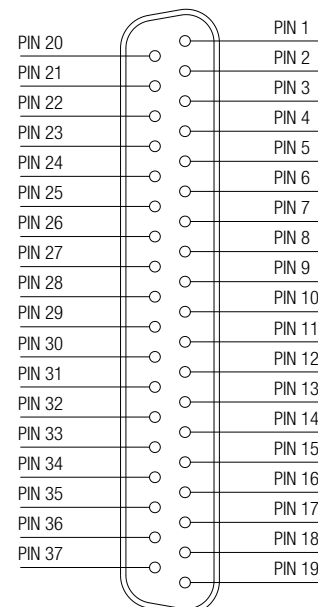 PIN 1
PIN 20
PIN 2
PIN 21
PIN 3
PIN 22
PIN 4
PIN 23
PIN 5
PIN 24
PIN 6
PIN 25
PIN 7
PIN 26
PIN 8
PIN 27
PIN 9
PIN 28
PIN 10
PIN 29
PIN 11
PIN 30
PIN 12
PIN 31
PIN 13
PIN 32
PIN 14
PIN 33
PIN 15
PIN 34
PIN 16
PIN 35
PIN 17
PIN 36
PIN 18
PIN 37
PIN 19